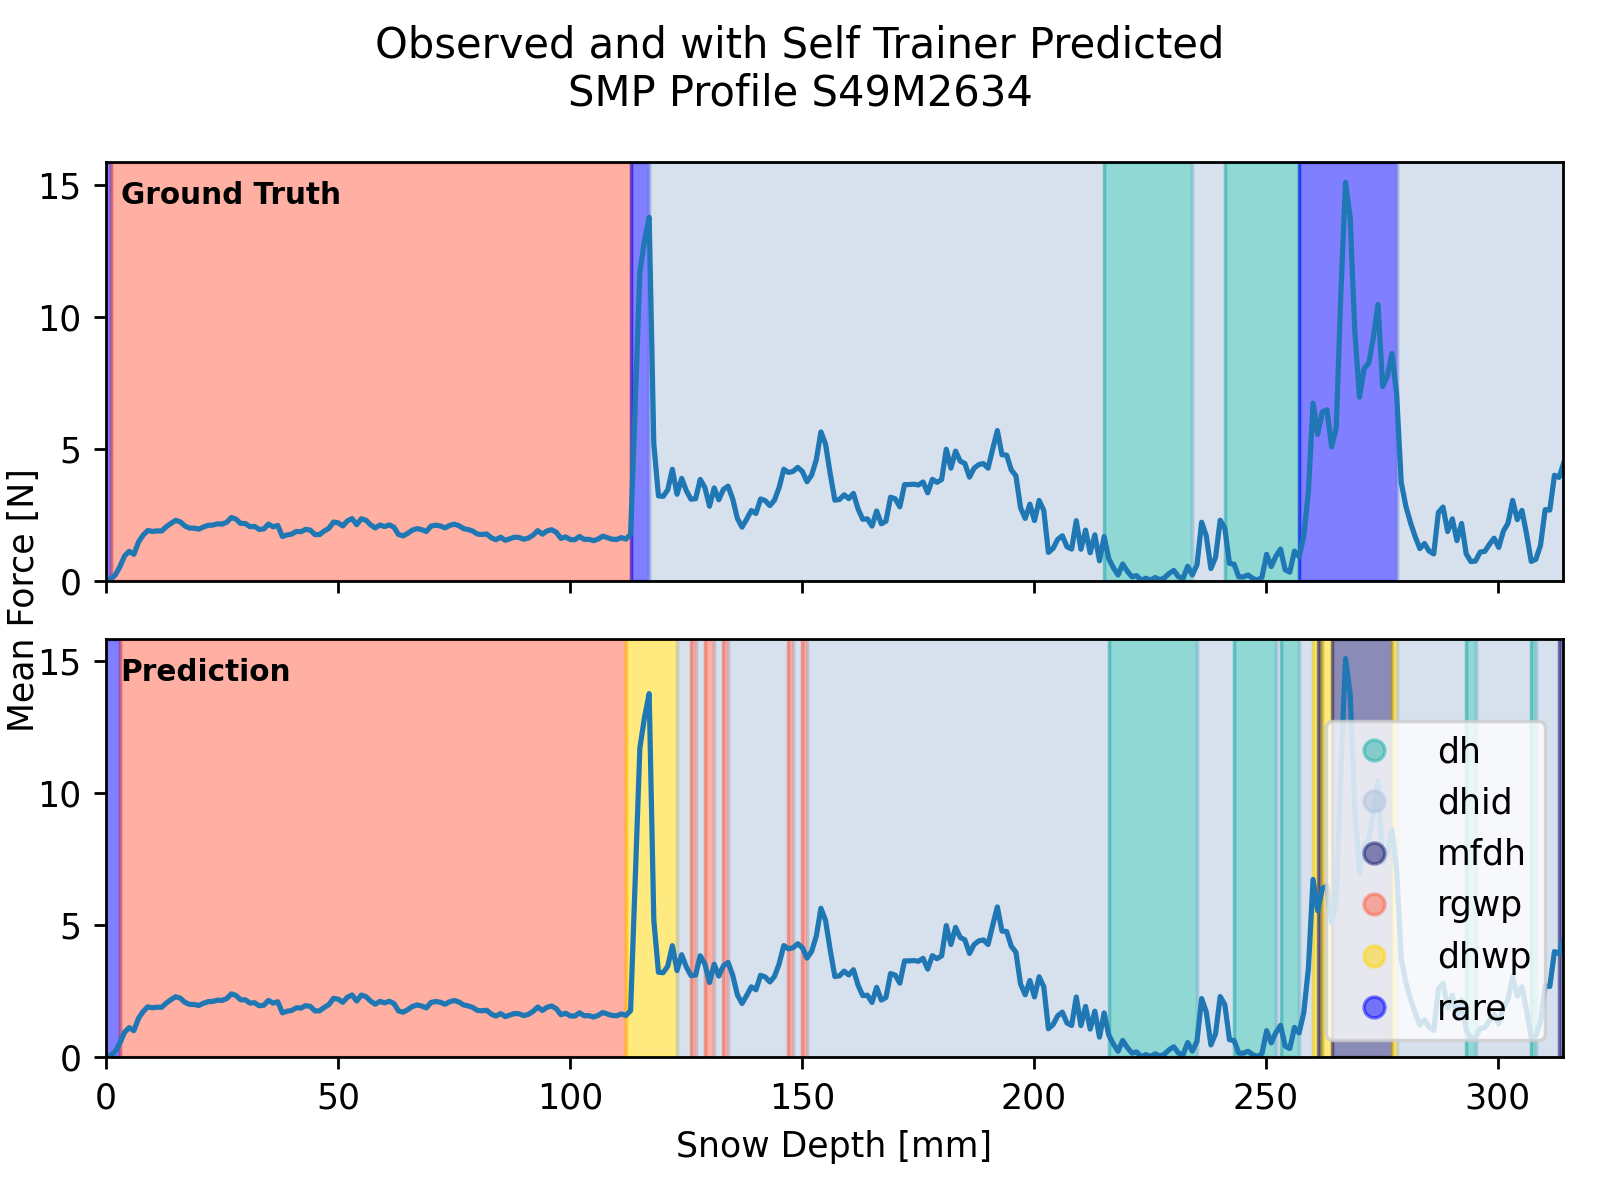 Observed and with Self Trainer Predicted
SMP Profile S49M2634
Mean Force [N]
15
10
5
0
Ground Truth
15
10
5
0
Prediction
dh
dhid
mfdh
rgwp
dhwp
rare
0 50 100 150 200 250 300
Snow Depth [mm]